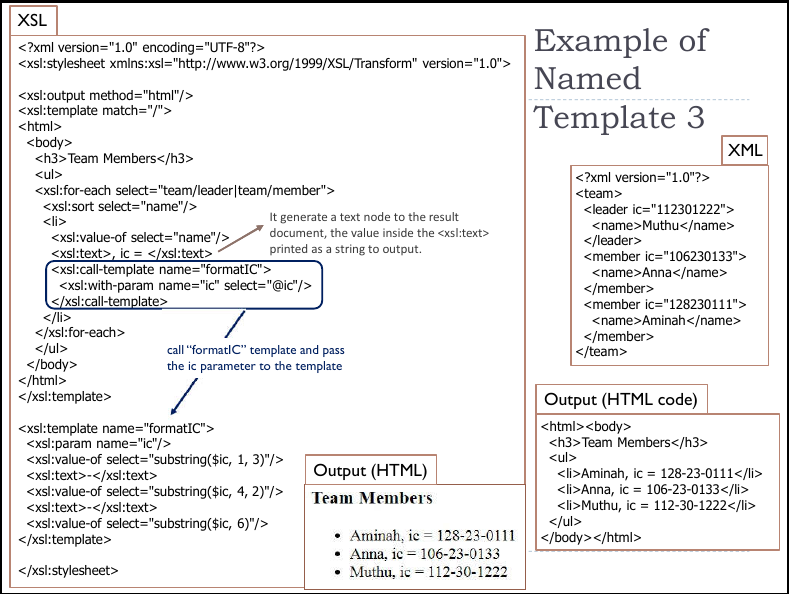 XSL
<?xml version="1.0" encoding="UTF-8"?>
<xsl:stylesheet xmlns:xsl="http://www.w3.org/1999/XSL/Transform" version="1.0">
<xsl:output method="html"/>
<xsl:template match="/">
<html>
<body>
<h3>Team Members</h3>
<ul>
<xsl:for-each select="team/leader|team/member">
<xsl:sort select="name"/>
<li>
<xsl:value-of select="name"/>
<xsl:text>, ic = </xsl:text>
<xsl:call-template name="formatIC">
<xsl:with-param name="ic" select="@ic"/>
</xsl:call-template>
</li>
</xsl:for-each>
</ul>
</body>
</html>
</xsl:template>
<xsl:template name="formatIC">
<xsl:param name="ic"/>
<xsl:value-of select="substring($ic, 1, 3)"/>
<xsl:text>-</xsl:text>
<xsl:value-of select="substring($ic, 4, 2)"/>
<xsl:text>-</xsl:text>
<xsl:value-of select="substring($ic, 6)"/>
</xsl:template>
</xsl:stylesheet>
It generate a text node to the result
document, the value inside the <xsl:text>
printed as a string to output.
call “formatIC” template and pass
the ic parameter to the template
Output (HTML)
Team Members
• Aminah, ic = 128-23-0111
• Anna, ic = 106-23-0133
• Muthu, ic = 112-30-1222
Example of
Named
Template 3
XML
<?xml version="1.0"?>
<team>
<leader ic="112301222">
<name>Muthu</name>
</leader>
<member ic="106230133">
<name>Anna</name>
</member>
<member ic="128230111">
<name>Aminah</name>
</member>
</team>
Output (HTML code)
<html><body>
<h3>Team Members</h3>
<ul>
<li>Aminah, ic = 128-23-0111</li>
<li>Anna, ic = 106-23-0133</li>
<li>Muthu, ic = 112-30-1222</li>
</ul>
</body></html>